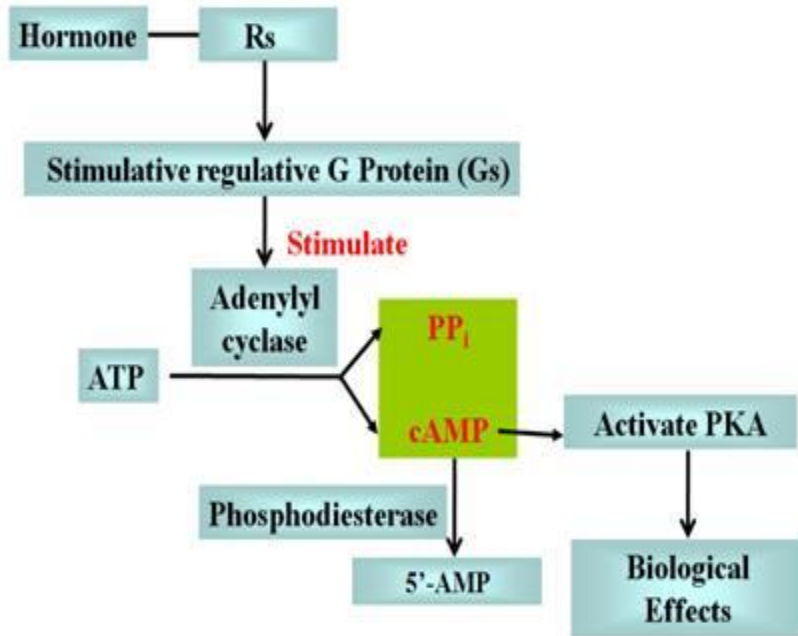 Hormone
Rs
Stimulative regulative G Protein (Gs)
Stimulate
Adenylyl
cyclase
PPi
ATP
cAMP
Activate PKA
Phosphodiesterase
5’-AMP
Biological
Effects